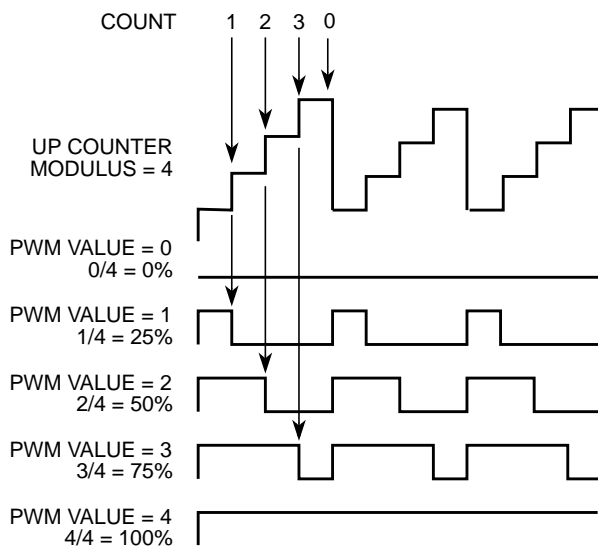 COUNT 1 2 3 0
UP COUNTER
MODULUS = 4
PWM VALUE = 0
0/4 = 0%
PWM VALUE = 1
1/4 = 25%
PWM VALUE = 2
2/4 = 50%
PWM VALUE = 3
3/4 = 75%
PWM VALUE = 4
4/4 = 100%